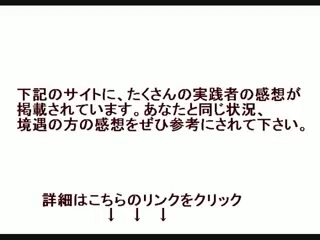 下記のサイトに、たくさんの実践者の感想が
掲載されています。あなたと同じ状況、
境遇の方の感想をぜひ参考にされて下さい。
詳細はこちらのリンクをクリック
↓ ↓ ↓